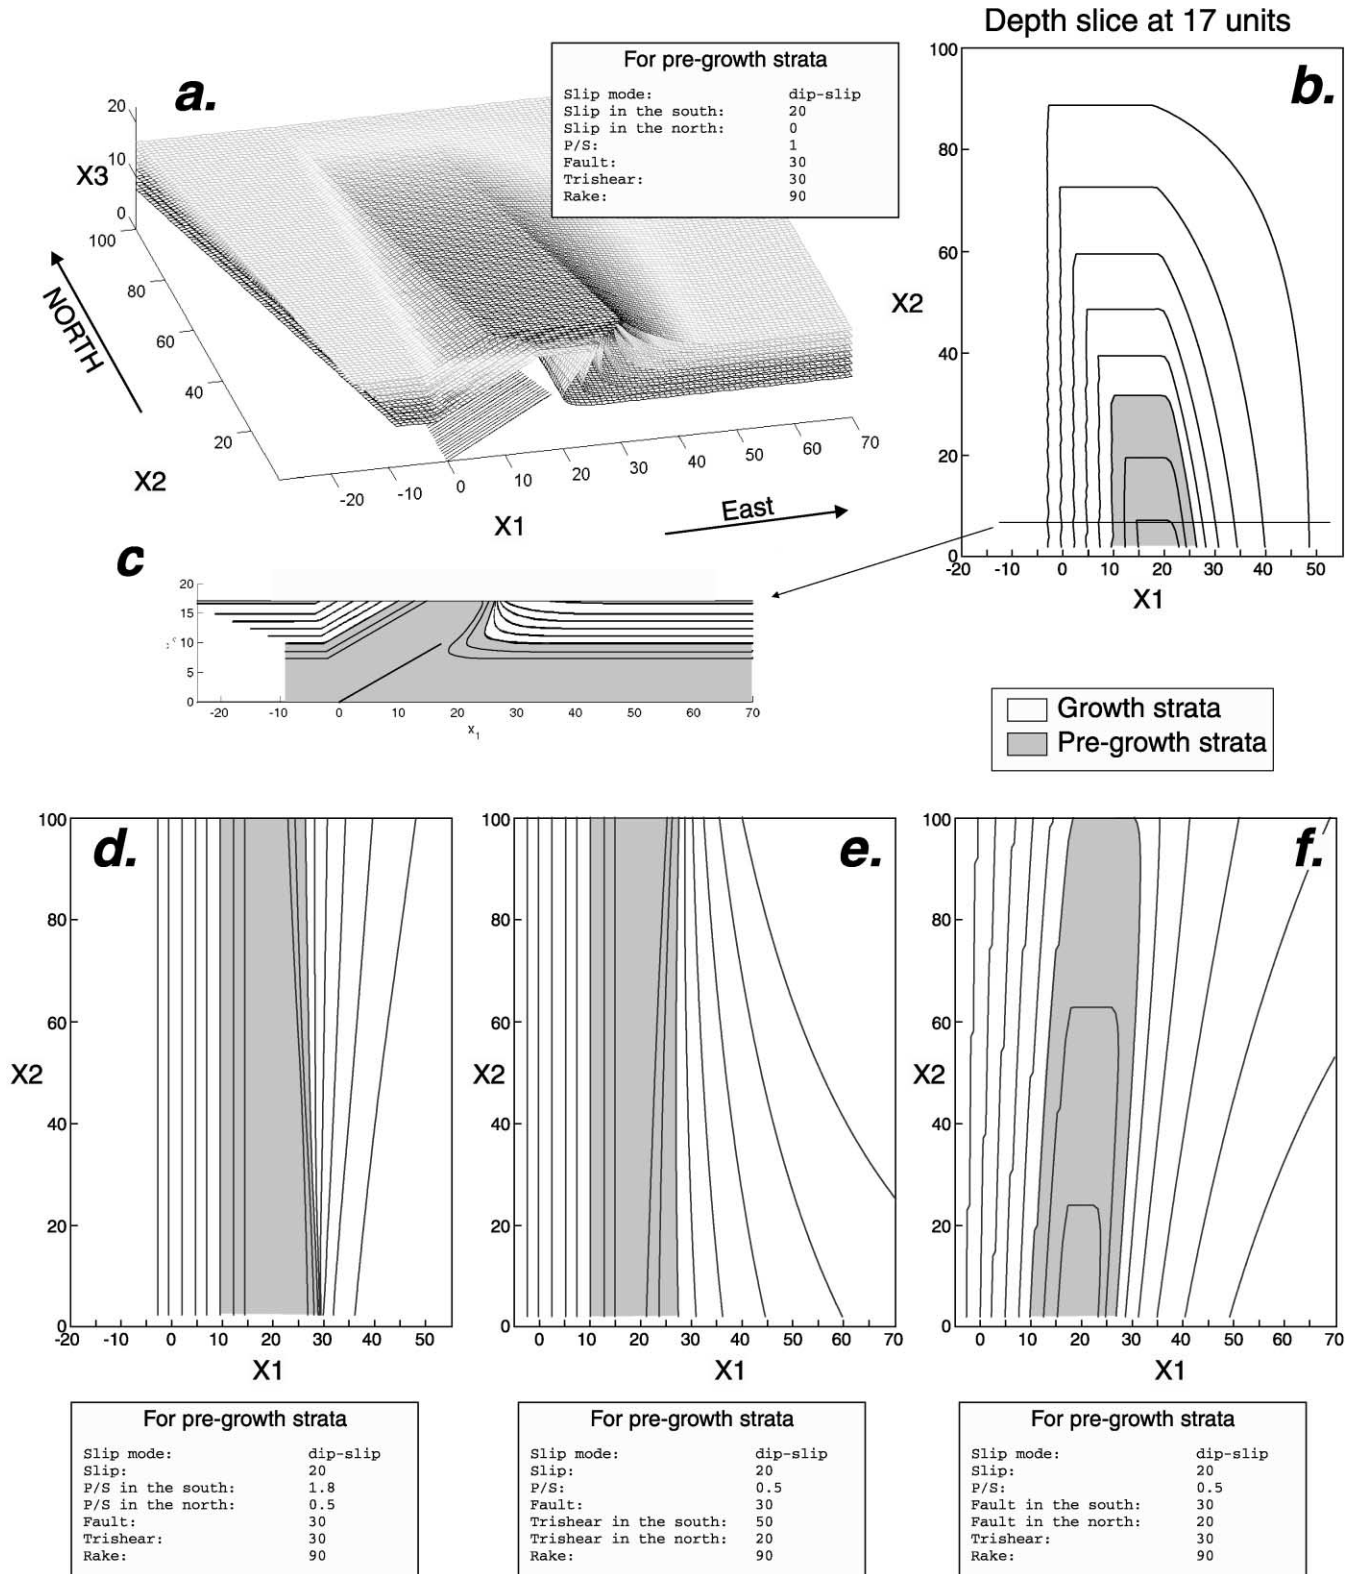 Depth slice at 17 units
a.
For pre-growth strata
Slip mode: dip-slip
Slip in the south: 20
Slip in the north: 0
P/S: 1
Fault: 30
Trishear: 30
Rake: 90
20
10
0
X3
100
80
60
40
20
X2
NORTH
-20
-10
0
10
20
30
40
50
60
70
X1
East
b.
100
80
60
40
20
0
X2
-20
-10
0
10
20
30
40
50
X1
c
20
15
10
5
0
-20
-10
0
10
20
30
40
50
60
70
x1
Growth strata
Pre-growth strata
d.
100
80
60
40
20
0
X2
-20
-10
0
10
20
30
40
50
X1
e.
100
80
60
40
20
0
X2
0
10
20
30
40
50
60
70
X1
f.
100
80
60
40
20
0
X2
0
10
20
30
40
50
60
70
X1
For pre-growth strata
Slip mode: dip-slip
Slip: 20
P/S in the south: 1.8
P/S in the north: 0.5
Fault: 30
Trishear: 30
Rake: 90
For pre-growth strata
Slip mode: dip-slip
Slip: 20
P/S: 0.5
Fault: 30
Trishear in the south: 50
Trishear in the north: 20
Rake: 90
For pre-growth strata
Slip mode: dip-slip
Slip: 20
P/S: 0.5
Fault in the south: 30
Fault in the north: 20
Trishear: 30
Rake: 90